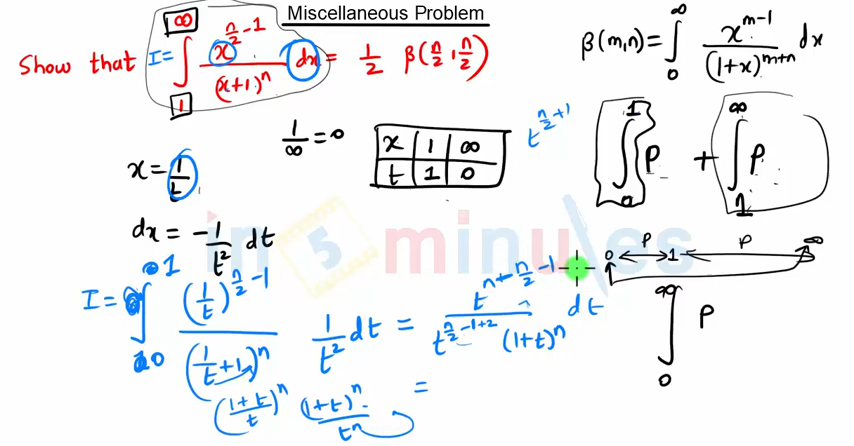 Miscellaneous Problem
Show that I = ∫₁^∞ x^(n/2 - 1) / (x+1)^n dx = 1/2 β(n/2, n/2)
β(m,n) = ∫₀^∞ x^(m-1) / (1+x)^(m+n) dx
x = 1/t
1/∞ = 0
x | 1 | ∞
t | 1 | 0
t^(n/2 + 1)
∫₀¹ P + ∫₁^∞ P
dx = -1/t² dt
in 5 minutes
0 ↔ P 1 ↔ P ∞
I = ∫₀¹ (1/t)^(n/2 - 1) / (1/t + 1)^n 1/t² dt = t^(n - n/2 - 1) / t^(n/2 - 1 + 2) (1+t)^n dt
∫₀^∞ P
((1+t)/t)^n (1+t)^n / t^n =